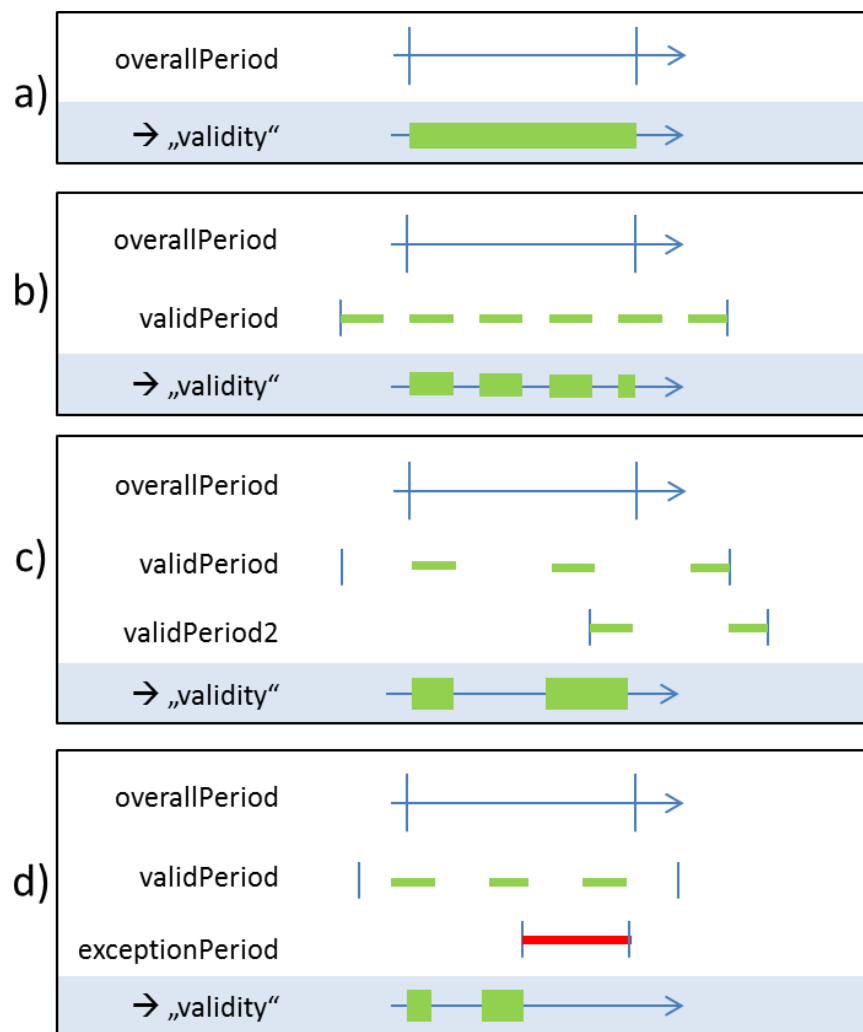 a)
overallPeriod
→ „validity“
b)
overallPeriod
validPeriod
→ „validity“
c)
overallPeriod
validPeriod
validPeriod2
→ „validity“
d)
overallPeriod
validPeriod
exceptionPeriod
→ „validity“